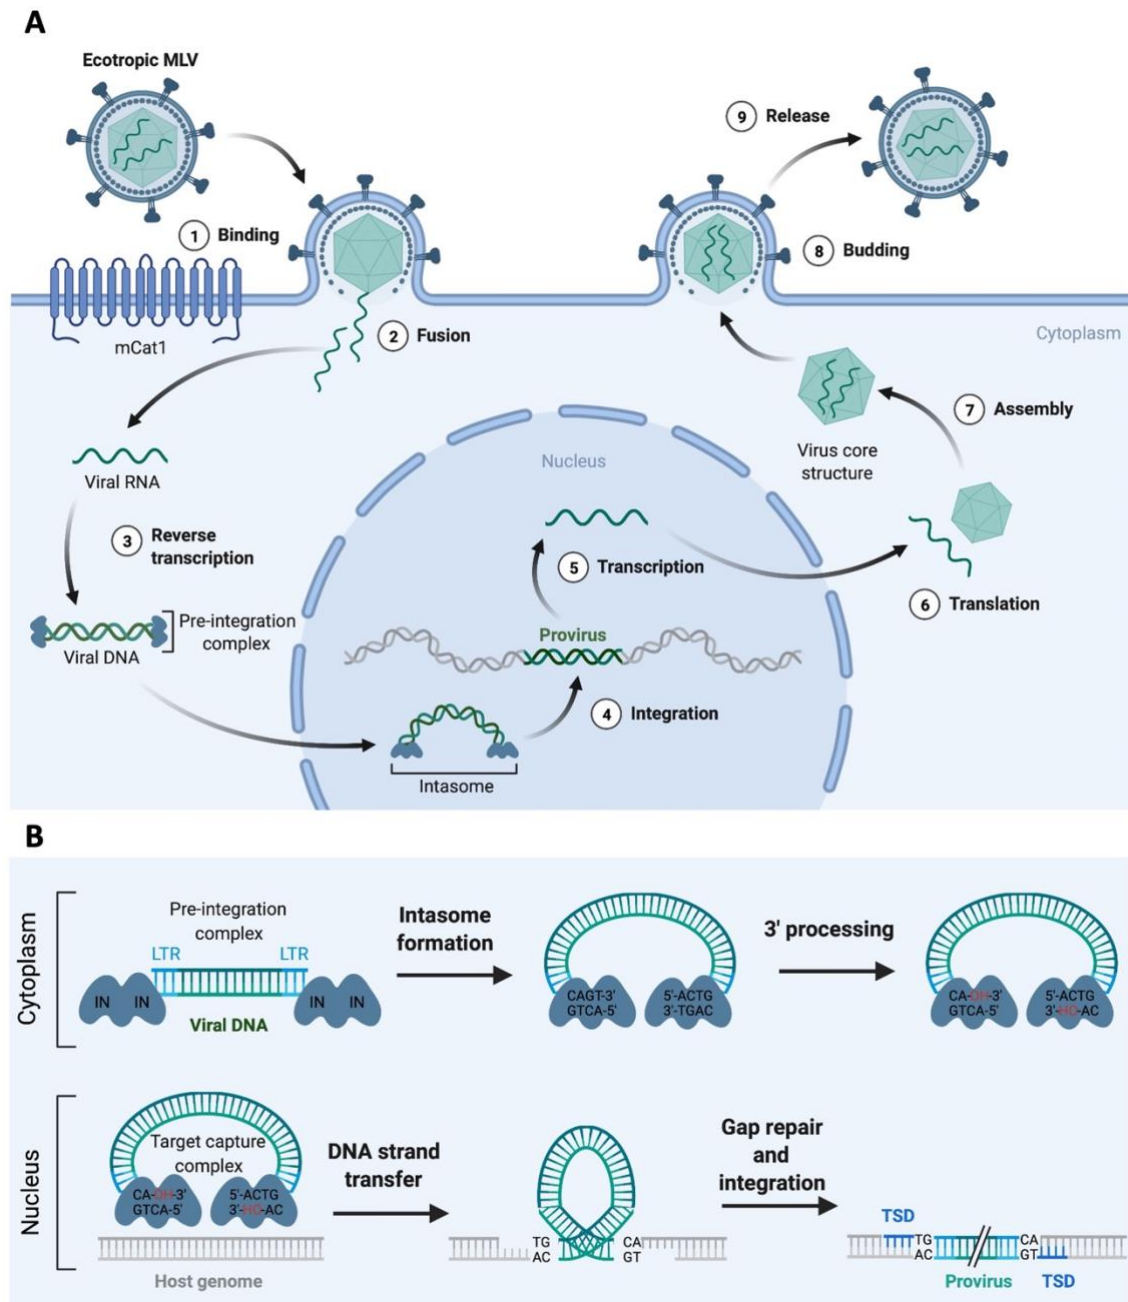 A
Ecotropic MLV
1 Binding
mCat1
2 Fusion
Viral RNA
3 Reverse
transcription
Viral DNA
Pre-integration
complex
Nucleus
Provirus
4 Integration
Intasome
5 Transcription
6 Translation
7 Assembly
Virus core
structure
Cytoplasm
8 Budding
9 Release
B
Cytoplasm
Pre-integration
complex
LTR LTR
IN IN IN IN
Viral DNA
Intasome
formation
CAGT-3' 5'-ACTG
GTCA-5' 3'-TGAC
3' processing
CA-OH-3' 5'-ACTG
GTCA-5' 3'-HO-AC
Nucleus
Target capture
complex
CA-OH-3' 5'-ACTG
GTCA-5' 3'-HO-AC
Host genome
DNA strand
transfer
TG CA
AC GT
Gap repair
and
integration
TSD
TG CA
AC GT
Provirus TSD